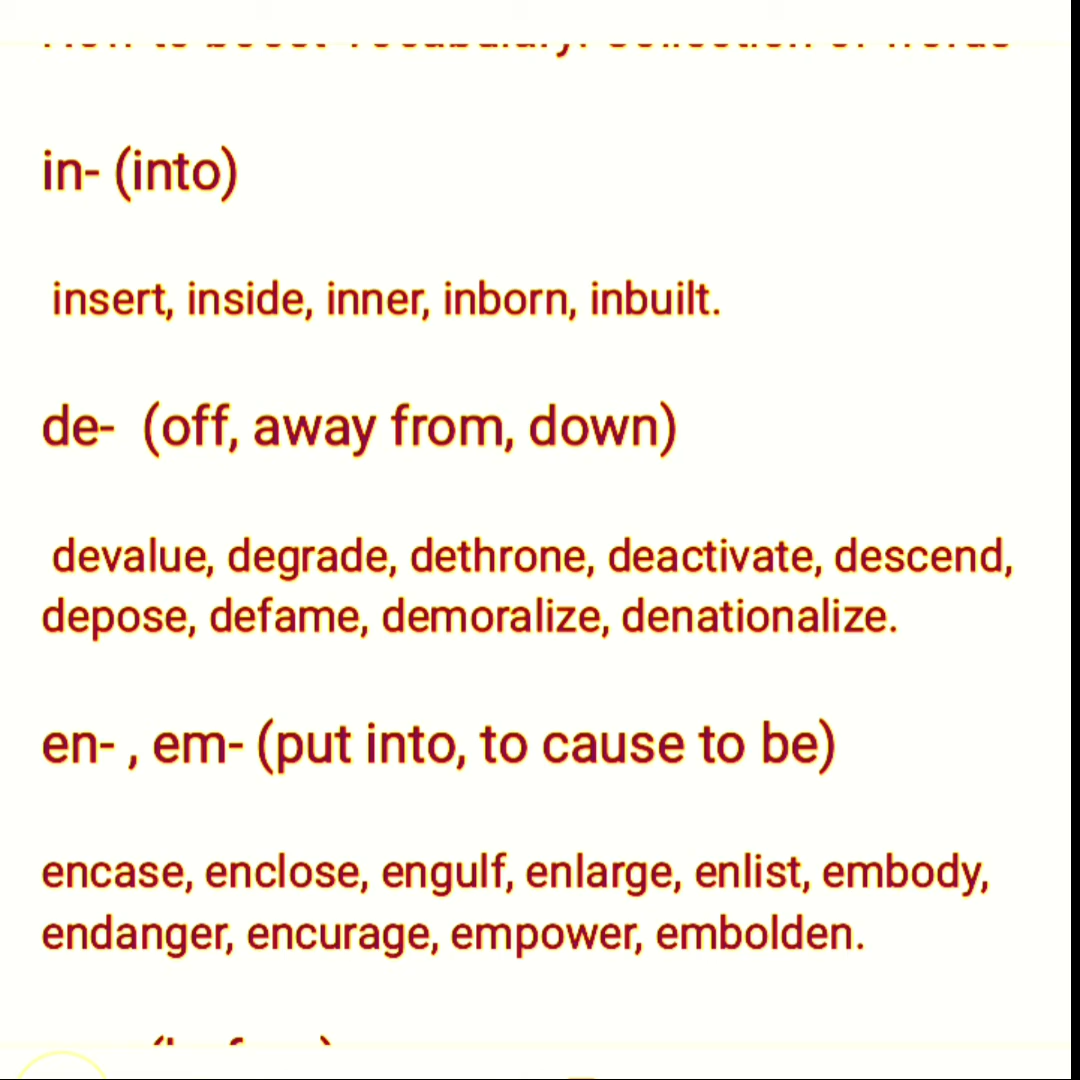 in- (into)
insert, inside, inner, inborn, inbuilt.
de- (off, away from, down)
devalue, degrade, dethrone, deactivate, descend,
depose, defame, demoralize, denationalize.
en- , em- (put into, to cause to be)
encase, enclose, engulf, enlarge, enlist, embody,
endanger, encurage, empower, embolden.